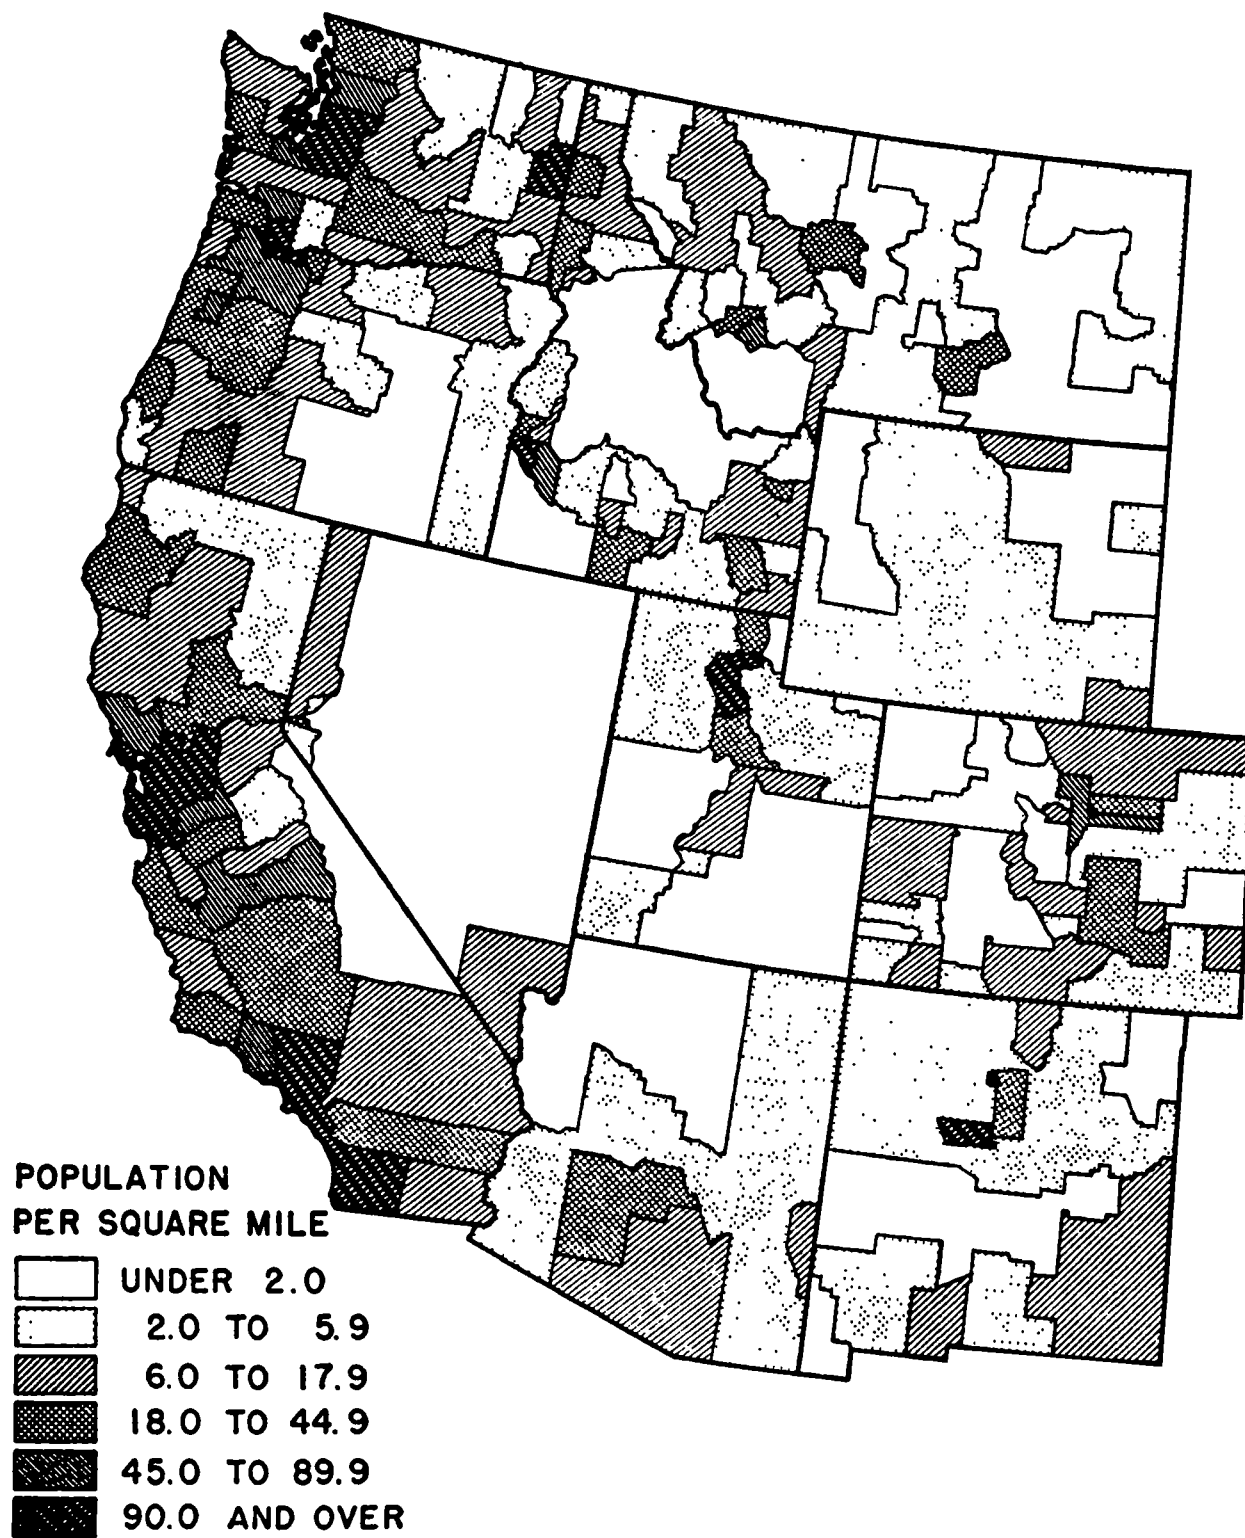 POPULATION
PER SQUARE MILE
UNDER 2.0
2.0 TO 5.9
6.0 TO 17.9
18.0 TO 44.9
45.0 TO 89.9
90.0 AND OVER